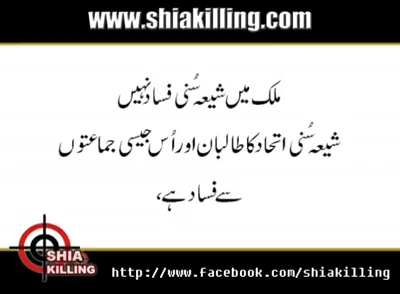 www.shiakilling.com
ملک میں شیعہ سُنی فساد نہیں
شیعہ سُنی اتحاد کا طالبان اور اُس جیسی جماعتوں
سے فساد ہے،
SHIA
KILLING
http://www.facebook.com/shiakilling